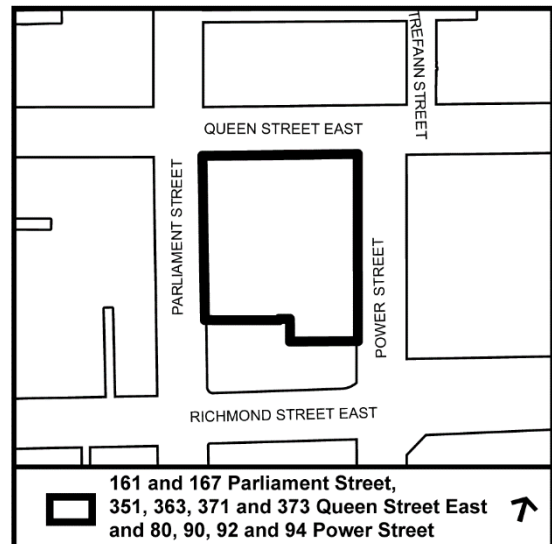 TREFANN STREET
QUEEN STREET EAST
PARLIAMENT STREET
POWER STREET
RICHMOND STREET EAST
161 and 167 Parliament Street,
351, 363, 371 and 373 Queen Street East
and 80, 90, 92 and 94 Power Street